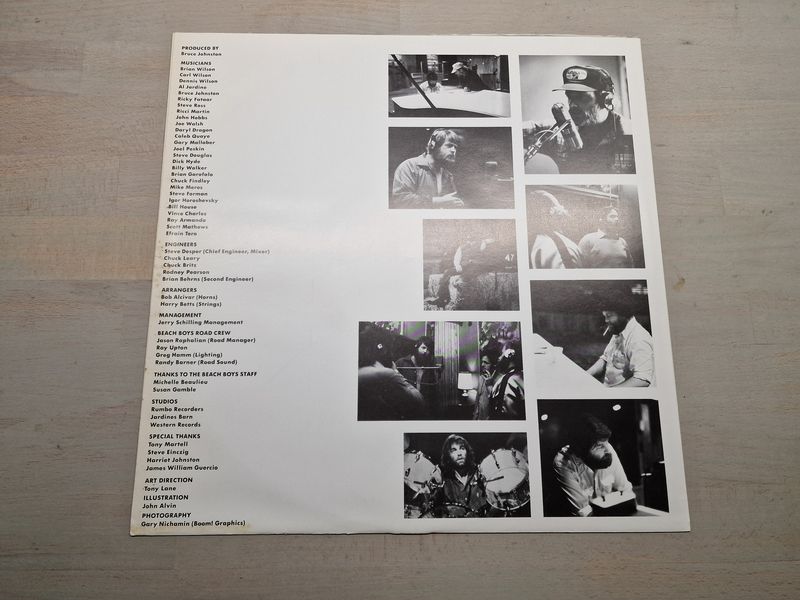 PRODUCED BY
Bruce Johnston
MUSICIANS
Brian Wilson
Carl Wilson
Dennis Wilson
Al Jardine
Bruce Johnston
Ricky Fataar
Steve Ross
Ricci Martin
John Hobbs
Joe Walsh
Daryl Dragon
Caleb Quaye
Gary Mallaber
Joel Peskin
Steve Douglas
Dick Hyde
Billy Walker
Brian Garofalo
Chuck Findley
Mike Meros
Steve Forman
Igor Horoshevsky
Bill House
Vince Charles
Ray Armando
Scott Mathews
Efrain Toro
ENGINEERS
Steve Desper (Chief Engineer, Mixer)
Chuck Leary
Chuck Britz
Rodney Pearson
Brian Behrns (Second Engineer)
ARRANGERS
Bob Alcivar (Horns)
Harry Betts (Strings)
MANAGEMENT
Jerry Schilling Management
BEACH BOYS ROAD CREW
Jason Raphalian (Road Manager)
Ray Upton
Greg Hamm (Lighting)
Randy Barner (Road Sound)
THANKS TO THE BEACH BOYS STAFF
Michelle Beaulieu
Susan Gamble
STUDIOS
Rumbo Recorders
Jardines Barn
Western Records
SPECIAL THANKS
Tony Martell
Steve Einczig
Harriet Johnston
James William Guercio
ART DIRECTION
Tony Lane
ILLUSTRATION
John Alvin
PHOTOGRAPHY
Gary Nichamin (Boom! Graphics)